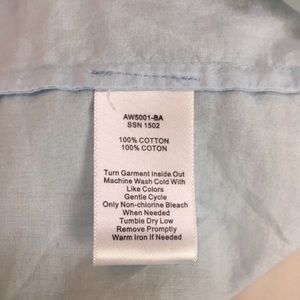 AW5001-BA
SSN 1502
100% COTTON
100% COTON
Turn Garment Inside Out
Machine Wash Cold With
Like Colors
Gentle Cycle
Only Non-chlorine Bleach
When Needed
Tumble Dry Low
Remove Promptly
Warm Iron If Needed